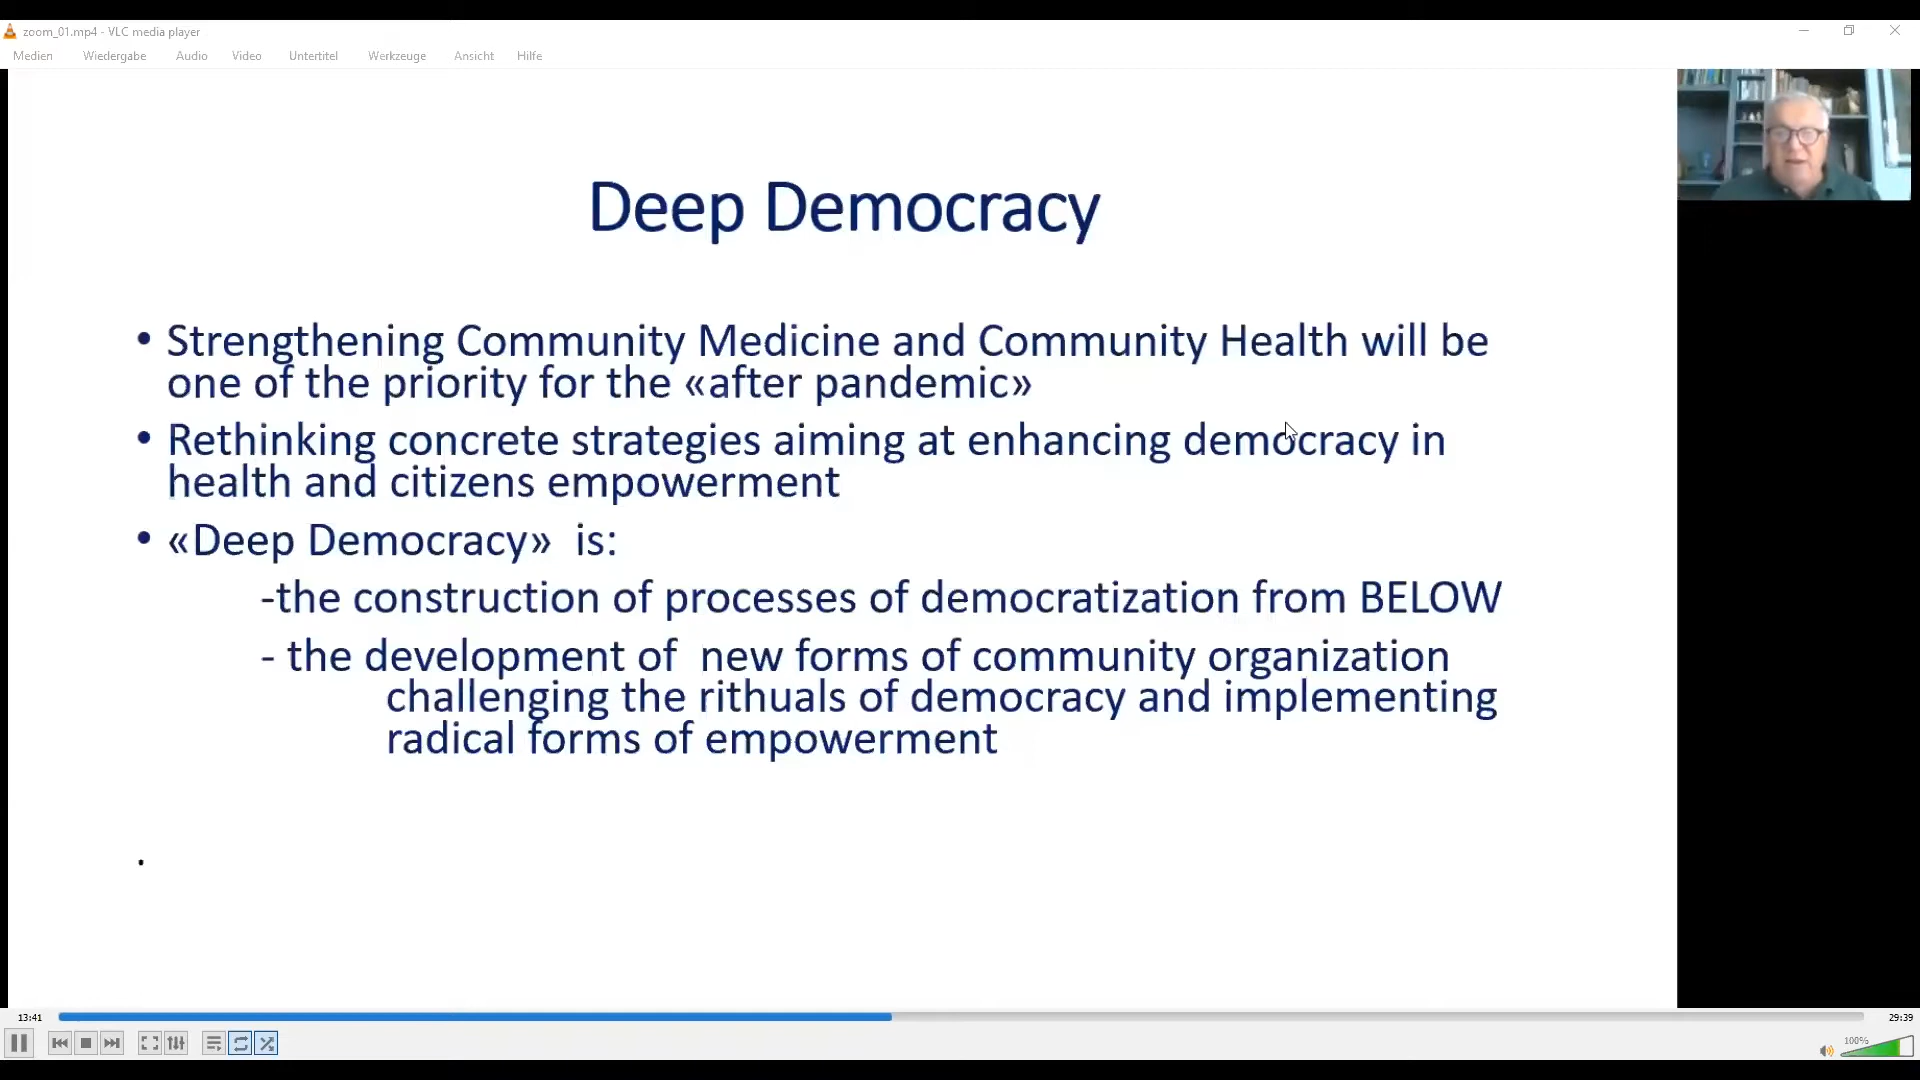 zoom_01.mp4 - VLC media player
Medien Wiedergabe Audio Video Untertitel Werkzeuge Ansicht Hilfe
Deep Democracy
• Strengthening Community Medicine and Community Health will be
one of the priority for the «after pandemic»
• Rethinking concrete strategies aiming at enhancing democracy in
health and citizens empowerment
• «Deep Democracy» is:
-the construction of processes of democratization from BELOW
- the development of new forms of community organization
challenging the rithuals of democracy and implementing
radical forms of empowerment
.
13:41 29:39
100%